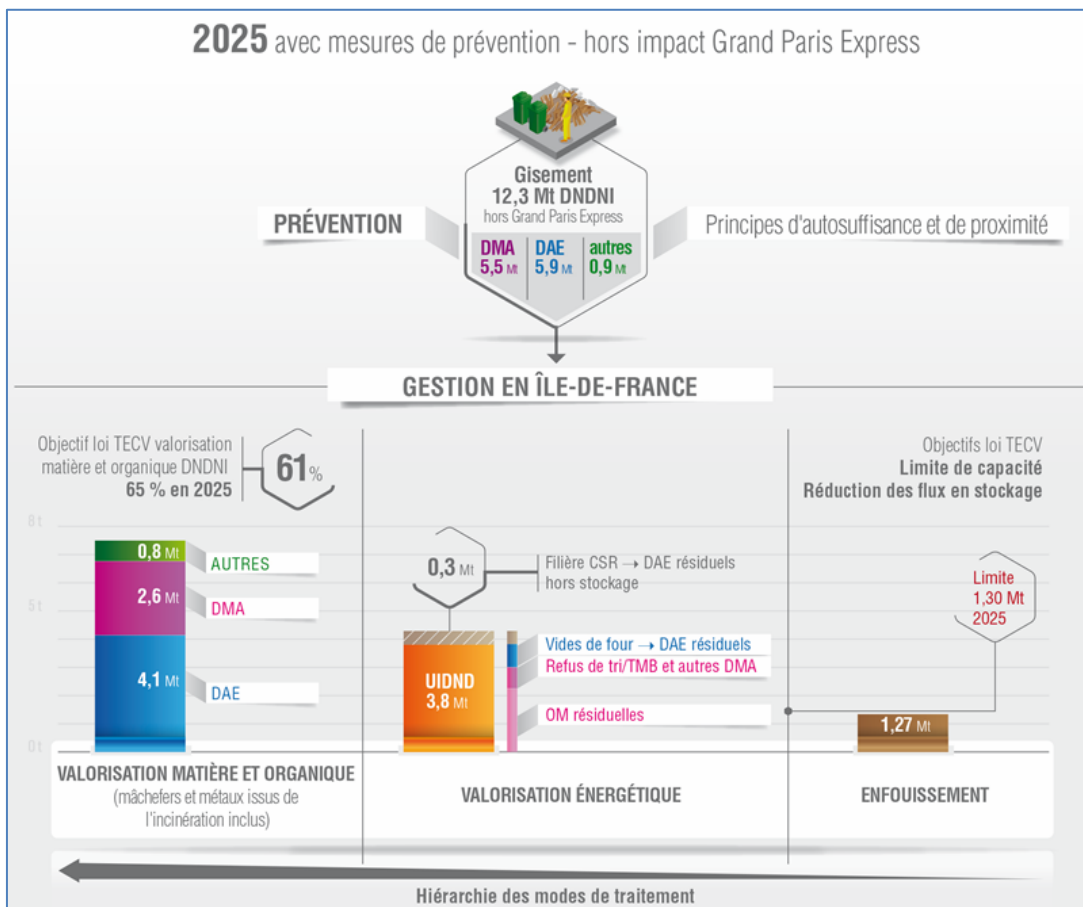 2025 avec mesures de prévention - hors impact Grand Paris Express
Gisement
12,3 Mt DNDNI
hors Grand Paris Express
PRÉVENTION
Principes d'autosuffisance et de proximité
DMA
5,5 Mt
DAE
5,9 Mt
autres
0,9 Mt
GESTION EN ÎLE-DE-FRANCE
Objectif loi TECV valorisation
matière et organique DNDNI
65 % en 2025
61%
Objectifs loi TECV
Limite de capacité
Réduction des flux en stockage
8 t
5 t
0 t
0,8 Mt
AUTRES
2,6 Mt
DMA
4,1 Mt
DAE
0,3 Mt
Filière CSR → DAE résiduels
hors stockage
UIDND
3,8 Mt
Vides de four → DAE résiduels
Refus de tri/TMB et autres DMA
OM résiduelles
Limite
1,30 Mt
2025
1,27 Mt
VALORISATION MATIÈRE ET ORGANIQUE
(mâchefers et métaux issus de
l'incinération inclus)
VALORISATION ÉNERGÉTIQUE
ENFOUISSEMENT
Hiérarchie des modes de traitement